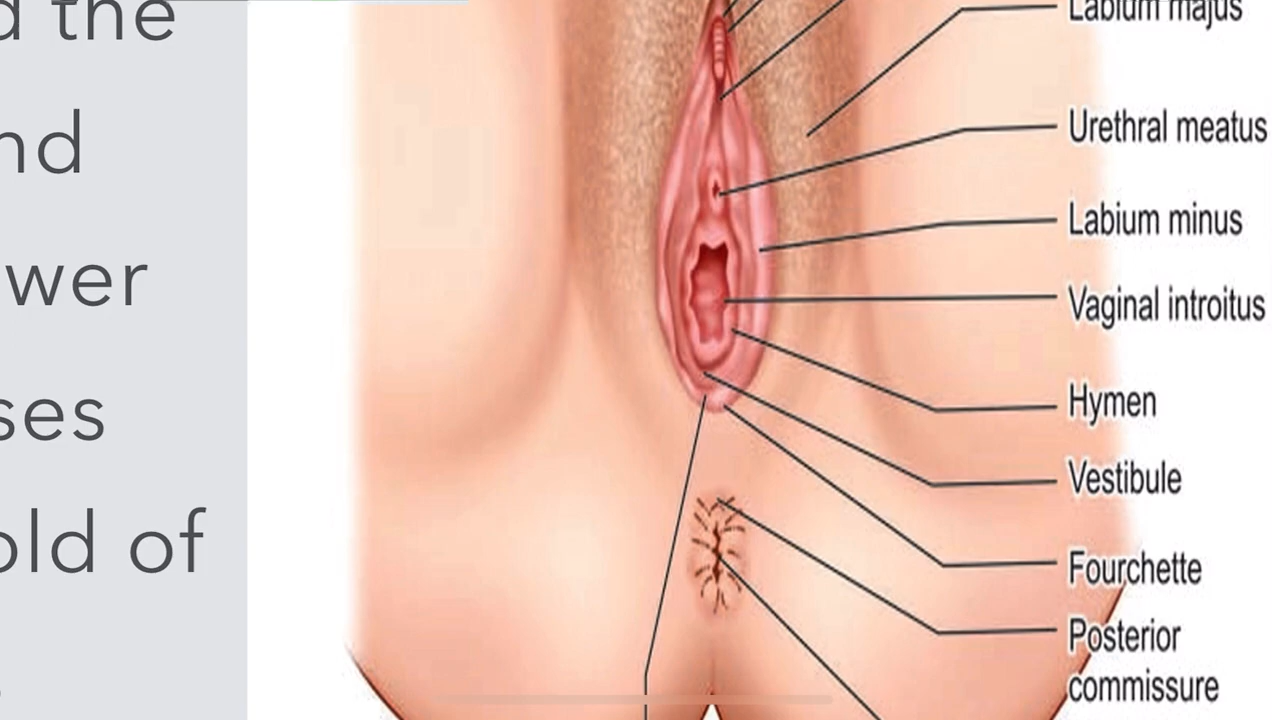 d the
nd
wer
ses
old of
Labium majus
Urethral meatus
Labium minus
Vaginal introitus
Hymen
Vestibule
Fourchette
Posterior
commissure